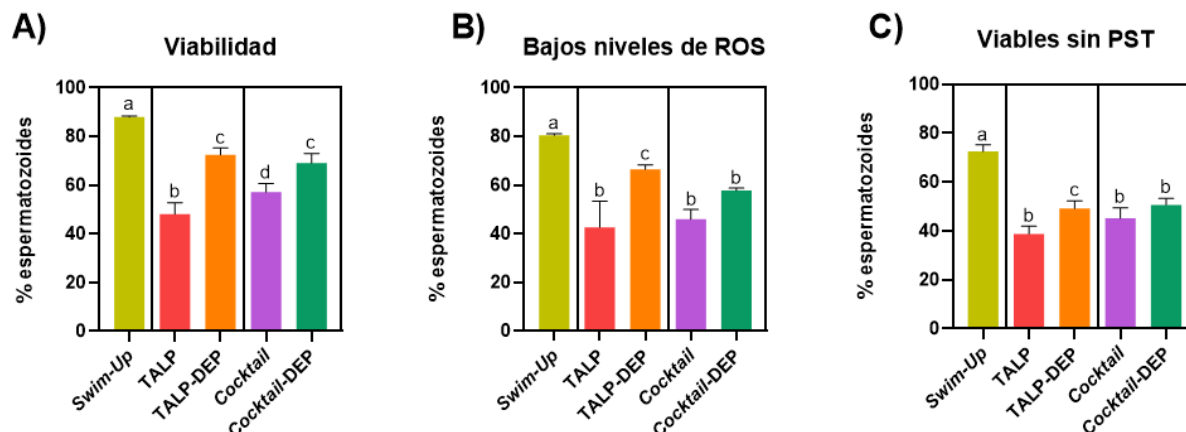 A)
Viabilidad
% espermatozoides
100
80
60
40
20
0
a
b
c
d
c
Swim-Up
TALP
TALP-DEP
Cocktail
Cocktail-DEP
B)
Bajos niveles de ROS
% espermatozoides
100
80
60
40
20
0
a
b
c
b
b
Swim-Up
TALP
TALP-DEP
Cocktail
Cocktail-DEP
C)
Viables sin PST
% espermatozoides
100
80
60
40
20
0
a
b
c
b
b
Swim-Up
TALP
TALP-DEP
Cocktail
Cocktail-DEP